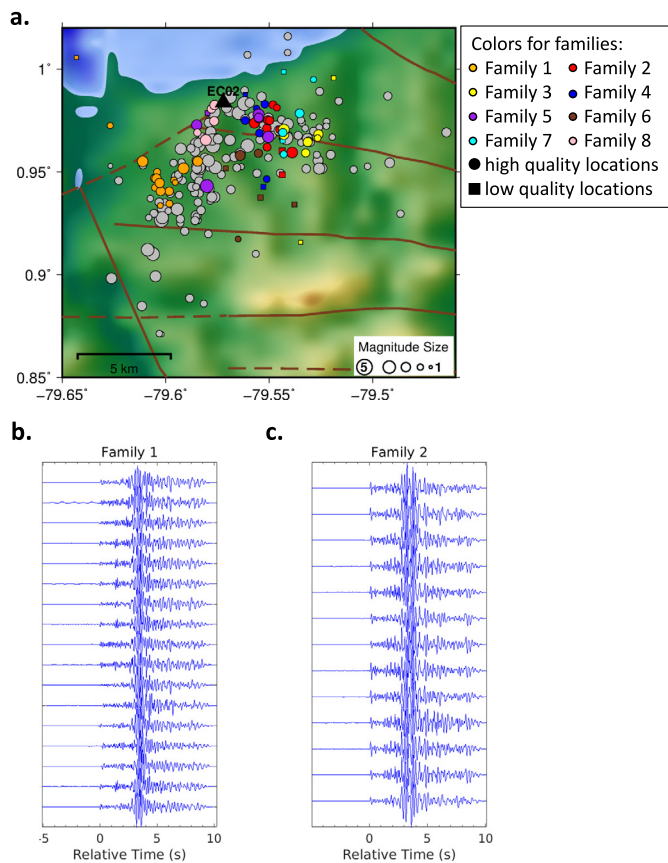 a.
Colors for families:
Family 1 Family 2
Family 3 Family 4
Family 5 Family 6
Family 7 Family 8
high quality locations
low quality locations
1˚
0.95˚
0.9˚
0.85˚
EC02
5 km
Magnitude Size
5 1
−79.65˚ −79.6˚ −79.55˚ −79.5˚
b. c.
Family 1 Family 2
-5 0 5 10 0 5 10
Relative Time (s) Relative Time (s)